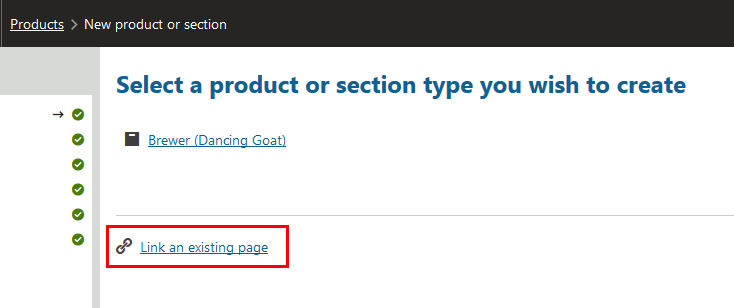 Products > New product or section
Select a product or section type you wish to create
Brewer (Dancing Goat)
Link an existing page